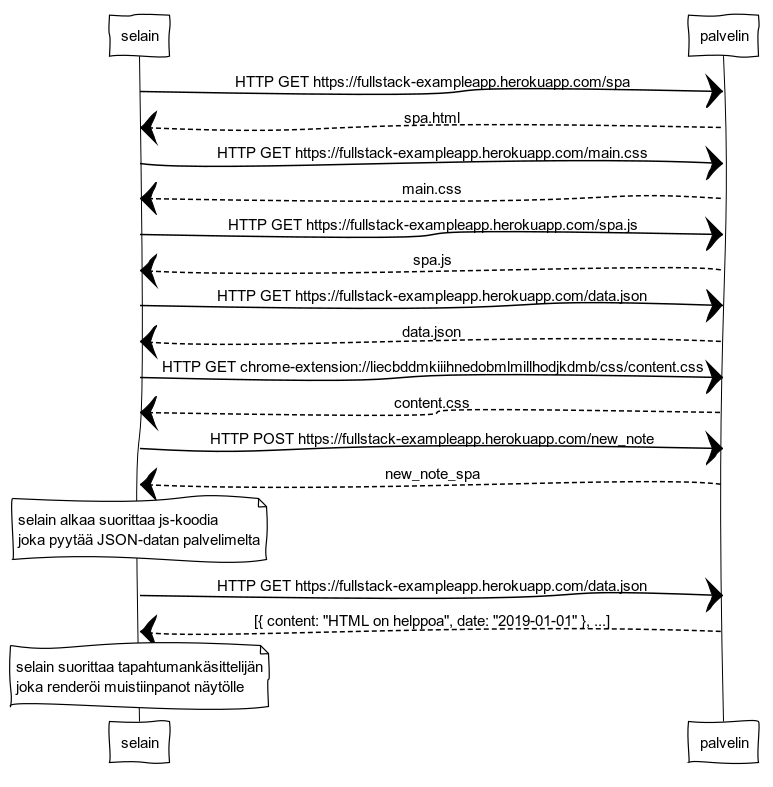 selain
palvelin
HTTP GET https://fullstack-exampleapp.herokuapp.com/spa
spa.html
HTTP GET https://fullstack-exampleapp.herokuapp.com/main.css
main.css
HTTP GET https://fullstack-exampleapp.herokuapp.com/spa.js
spa.js
HTTP GET https://fullstack-exampleapp.herokuapp.com/data.json
data.json
HTTP GET chrome-extension://liecbddmkiiihnedobmlmillhodjkdmb/css/content.css
content.css
HTTP POST https://fullstack-exampleapp.herokuapp.com/new_note
new_note_spa
selain alkaa suorittaa js-koodia
joka pyytää JSON-datan palvelimelta
HTTP GET https://fullstack-exampleapp.herokuapp.com/data.json
[{ content: "HTML on helppoa", date: "2019-01-01" }, ...]
selain suorittaa tapahtumankäsittelijän
joka renderöi muistiinpanot näytölle
selain
palvelin